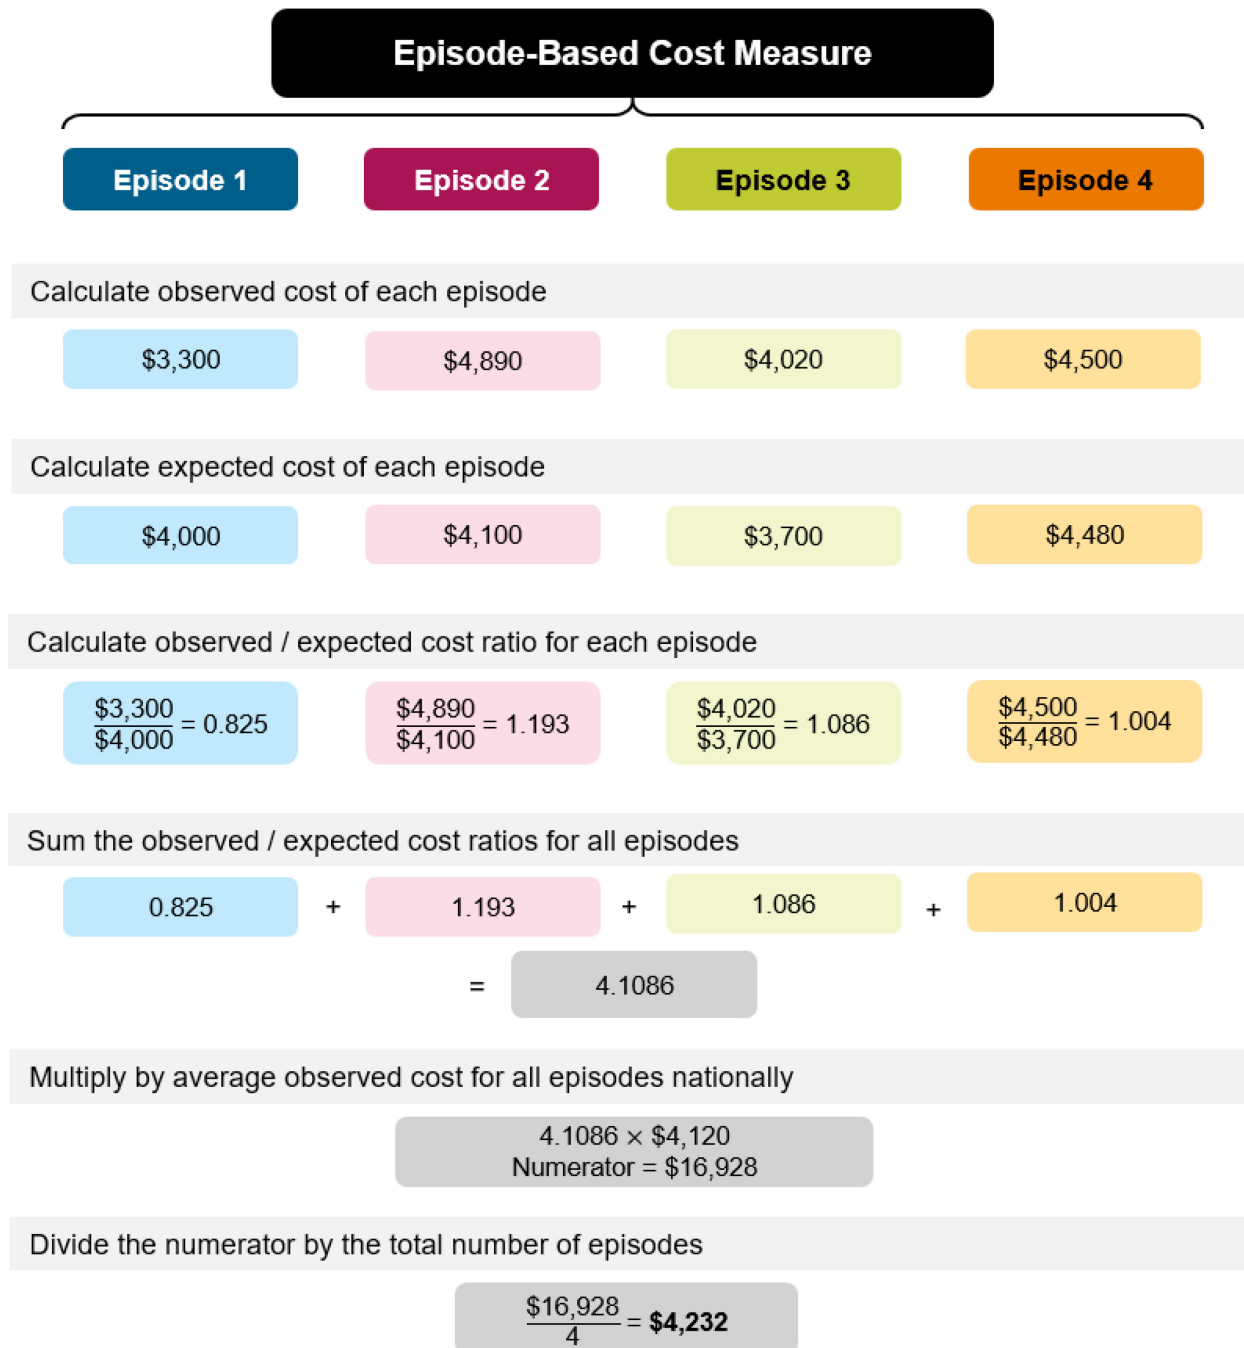 Episode-Based Cost Measure
Episode 1 Episode 2 Episode 3 Episode 4
Calculate observed cost of each episode
$3,300 $4,890 $4,020 $4,500
Calculate expected cost of each episode
$4,000 $4,100 $3,700 $4,480
Calculate observed / expected cost ratio for each episode
$3,300 / $4,000 = 0.825 $4,890 / $4,100 = 1.193 $4,020 / $3,700 = 1.086 $4,500 / $4,480 = 1.004
Sum the observed / expected cost ratios for all episodes
0.825 + 1.193 + 1.086 + 1.004
= 4.1086
Multiply by average observed cost for all episodes nationally
4.1086 × $4,120
Numerator = $16,928
Divide the numerator by the total number of episodes
$16,928 / 4 = $4,232